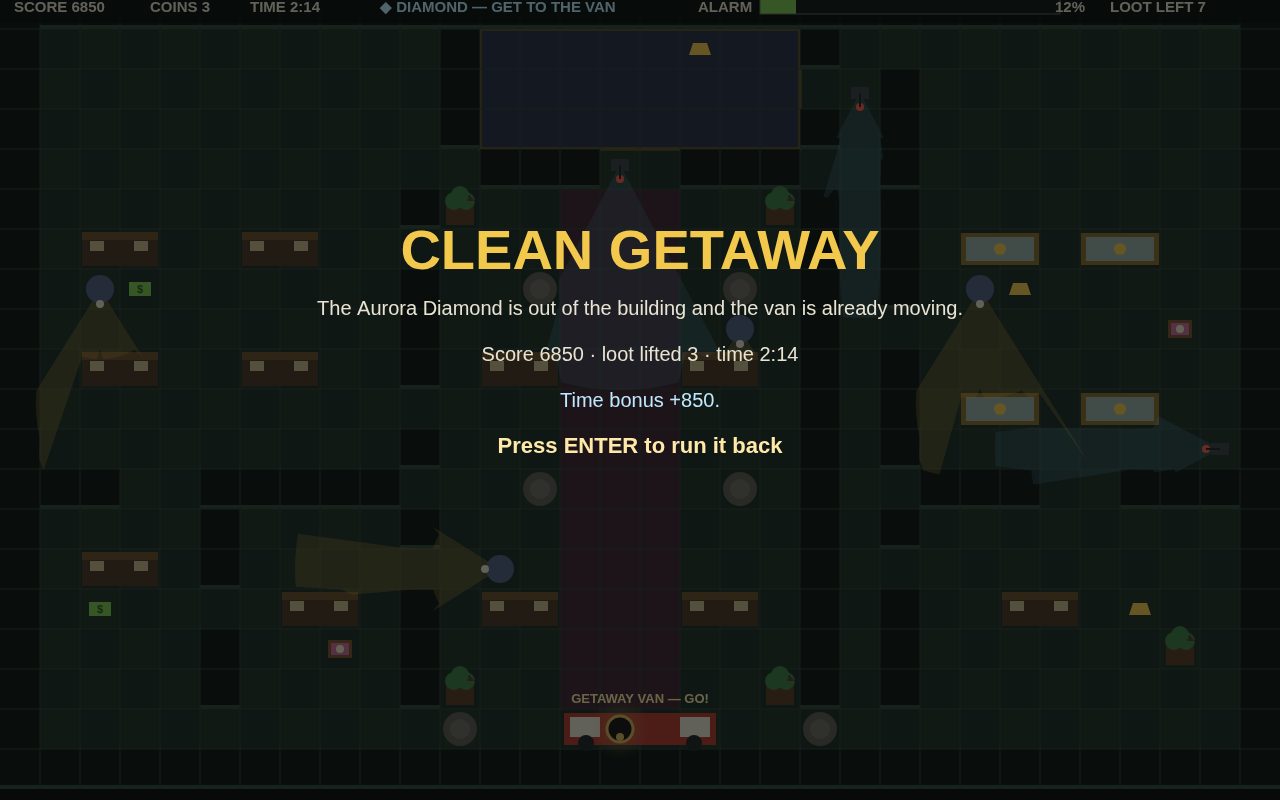 SCORE 6850 COINS 3 TIME 2:14 ◆ DIAMOND — GET TO THE VAN ALARM 12% LOOT LEFT 7
CLEAN GETAWAY
$
The Aurora Diamond is out of the building and the van is already moving.
Score 6850 · loot lifted 3 · time 2:14
Time bonus +850.
Press ENTER to run it back
$
GETAWAY VAN — GO!